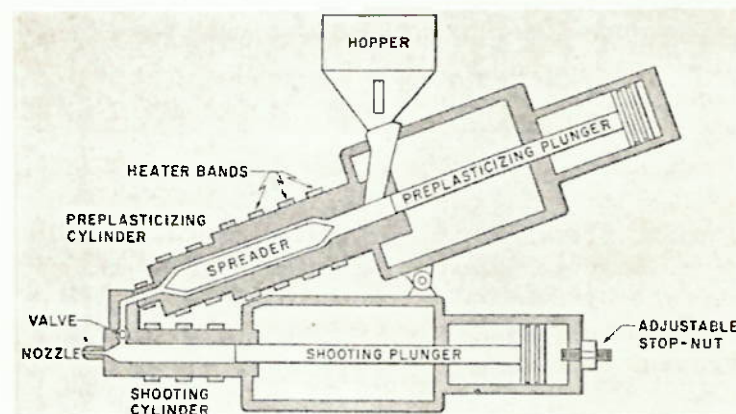 HOPPER
HEATER BANDS
PREPLASTICIZING
CYLINDER
PREPLASTICIZING PLUNGER
SPREADER
VALVE
NOZZLE
SHOOTING PLUNGER
ADJUSTABLE
STOP-NUT
SHOOTING
CYLINDER